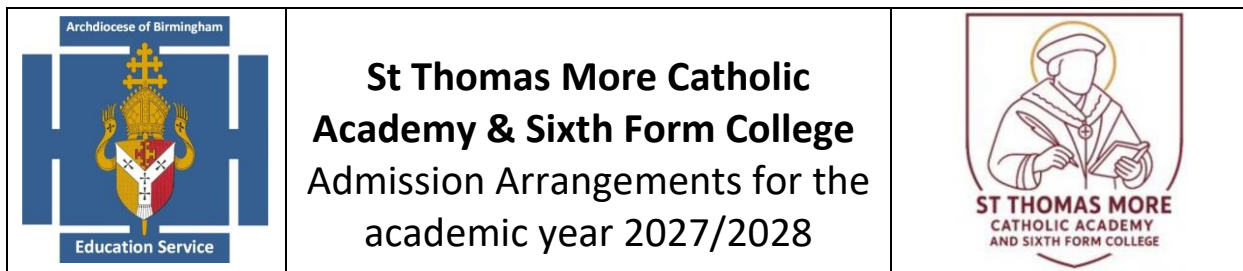 Archdiocese of Birmingham
Education Service
St Thomas More Catholic
Academy & Sixth Form College
Admission Arrangements for the
academic year 2027/2028
ST THOMAS MORE
CATHOLIC ACADEMY
AND SIXTH FORM COLLEGE